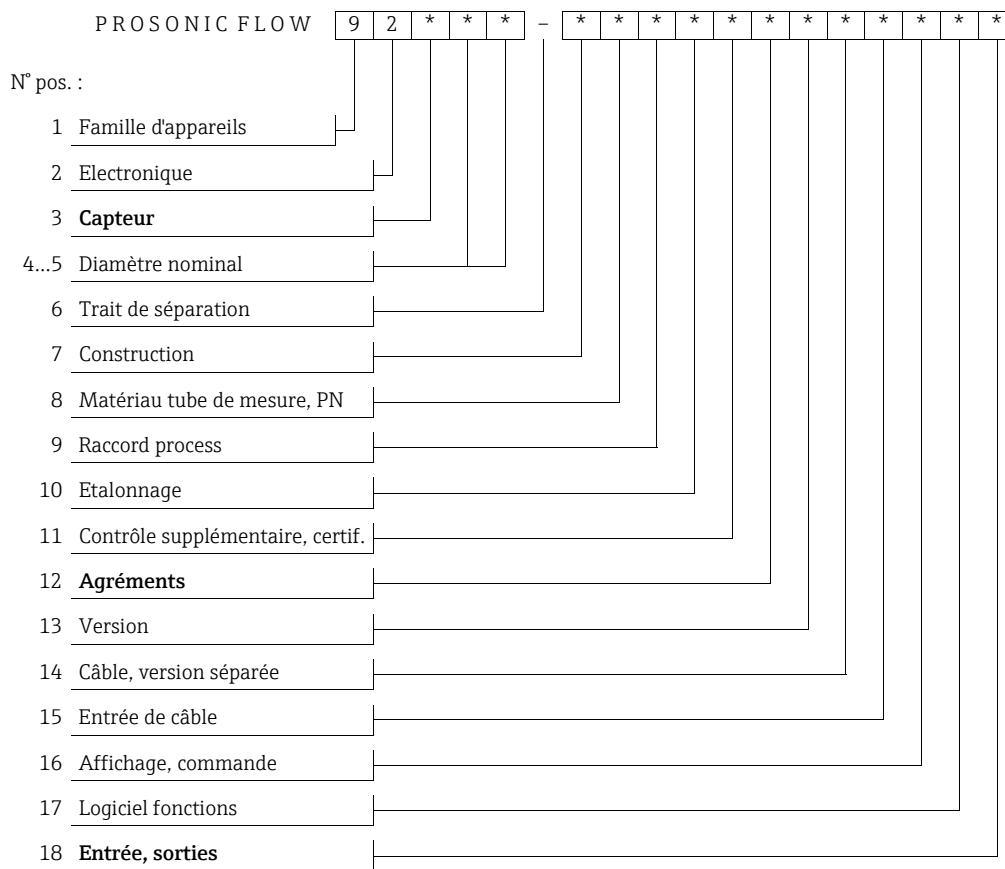 PROSONIC FLOW 9 2 * * * – * * * * * * * * * * * *
N° pos. :
1 Famille d'appareils
2 Electronique
3 Capteur
4...5 Diamètre nominal
6 Trait de séparation
7 Construction
8 Matériau tube de mesure, PN
9 Raccord process
10 Etalonnage
11 Contrôle supplémentaire, certif.
12 Agréments
13 Version
14 Câble, version séparée
15 Entrée de câble
16 Affichage, commande
17 Logiciel fonctions
18 Entrée, sorties